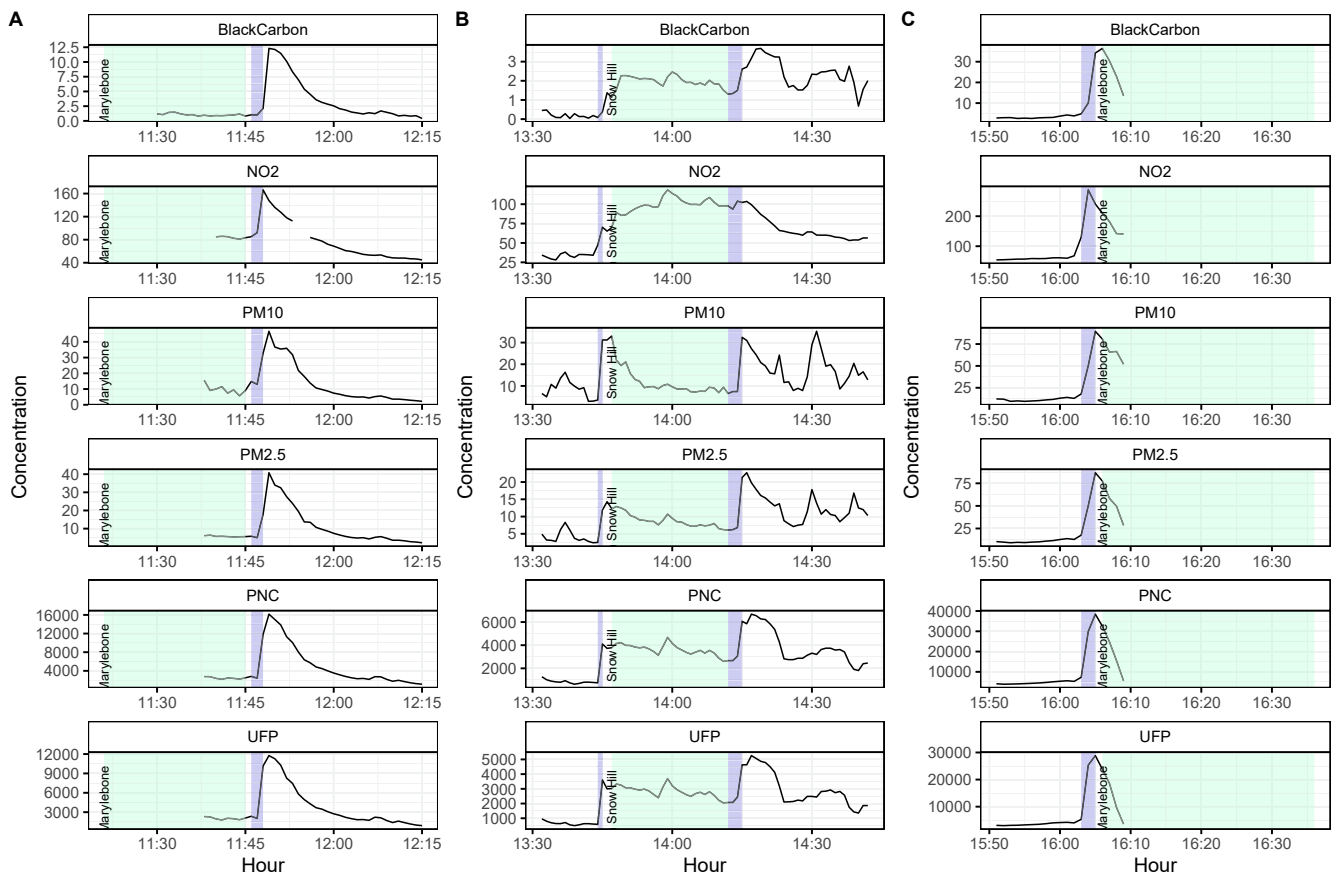 A
BlackCarbon
12.5
10.0
7.5
5.0
2.5
0.0
Marylebone
11:30 11:45 12:00 12:15
NO2
160
120
80
40
Marylebone
11:30 11:45 12:00 12:15
PM10
40
30
20
10
0
Marylebone
11:30 11:45 12:00 12:15
Concentration
PM2.5
40
30
20
10
Marylebone
11:30 11:45 12:00 12:15
PNC
16000
12000
8000
4000
Marylebone
11:30 11:45 12:00 12:15
UFP
12000
9000
6000
3000
Marylebone
11:30 11:45 12:00 12:15
Hour
B
BlackCarbon
3
2
1
0
Snow Hill
13:30 14:00 14:30
NO2
100
75
50
25
Snow Hill
13:30 14:00 14:30
PM10
30
20
10
Snow Hill
13:30 14:00 14:30
Concentration
PM2.5
20
15
10
5
Snow Hill
13:30 14:00 14:30
PNC
6000
4000
2000
Snow Hill
13:30 14:00 14:30
UFP
5000
4000
3000
2000
1000
Snow Hill
13:30 14:00 14:30
Hour
C
BlackCarbon
30
20
10
Marylebone
15:50 16:00 16:10 16:20 16:30
NO2
200
100
Marylebone
15:50 16:00 16:10 16:20 16:30
PM10
75
50
25
Marylebone
15:50 16:00 16:10 16:20 16:30
Concentration
PM2.5
75
50
25
Marylebone
15:50 16:00 16:10 16:20 16:30
PNC
40000
30000
20000
10000
Marylebone
15:50 16:00 16:10 16:20 16:30
UFP
30000
20000
10000
Marylebone
15:50 16:00 16:10 16:20 16:30
Hour